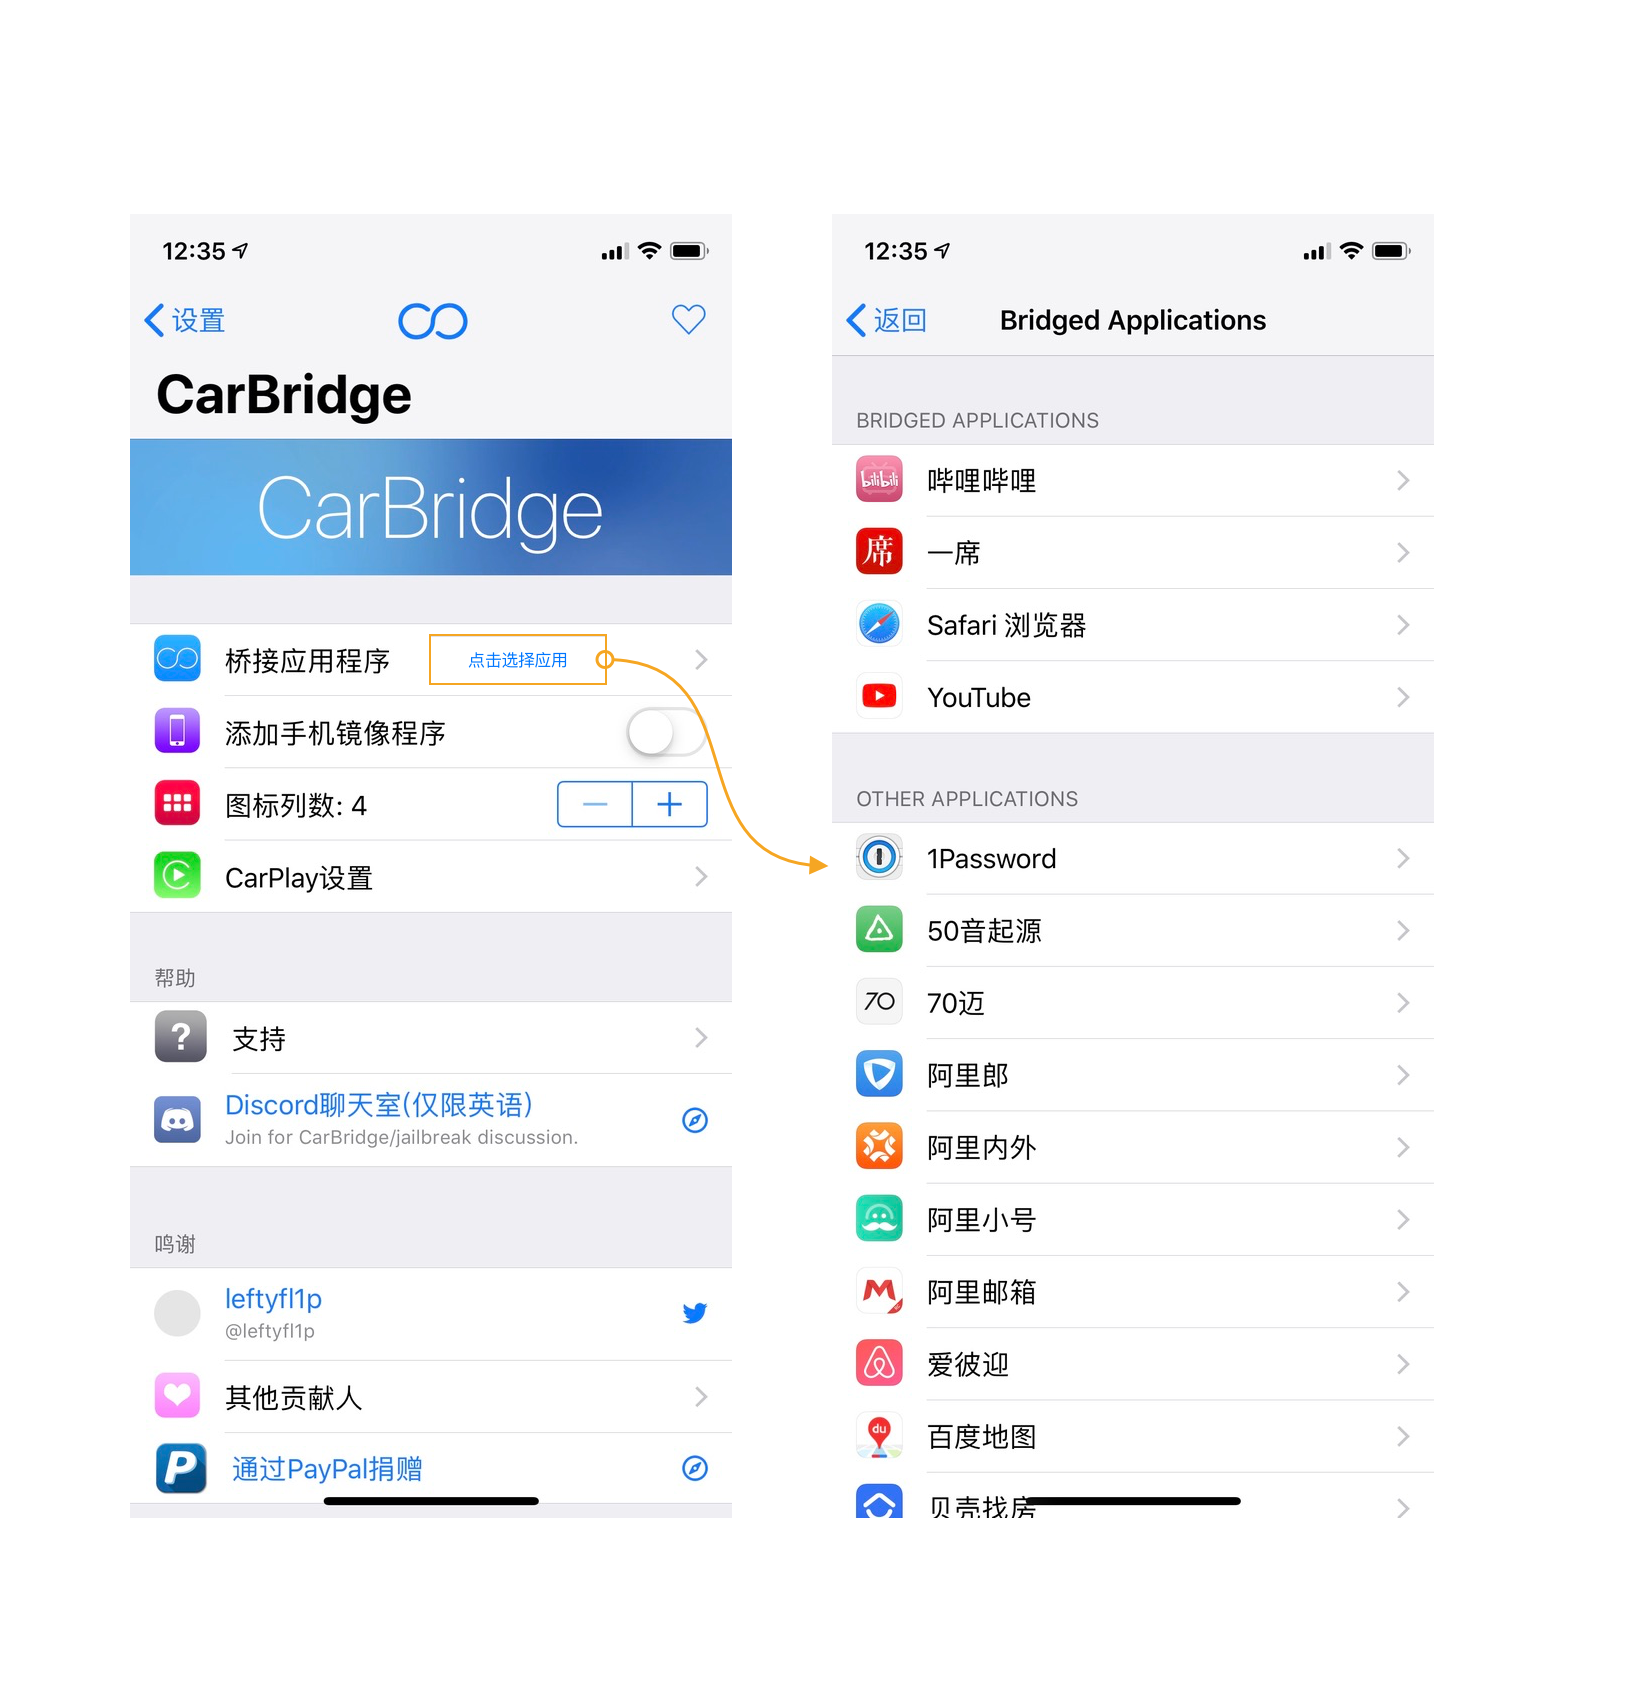 12:35
设置
CarBridge
CarBridge
桥接应用程序
点击选择应用
添加手机镜像程序
图标列数: 4
CarPlay设置
帮助
支持
Discord聊天室(仅限英语)
Join for CarBridge/jailbreak discussion.
鸣谢
leftyfl1p
@leftyfl1p
其他贡献人
通过PayPal捐赠
12:35
返回
Bridged Applications
BRIDGED APPLICATIONS
bilibili
哔哩哔哩
席
一席
Safari 浏览器
YouTube
OTHER APPLICATIONS
1Password
50音起源
70
70迈
阿里郎
阿里内外
阿里小号
阿里邮箱
爱彼迎
du
百度地图
贝壳找房